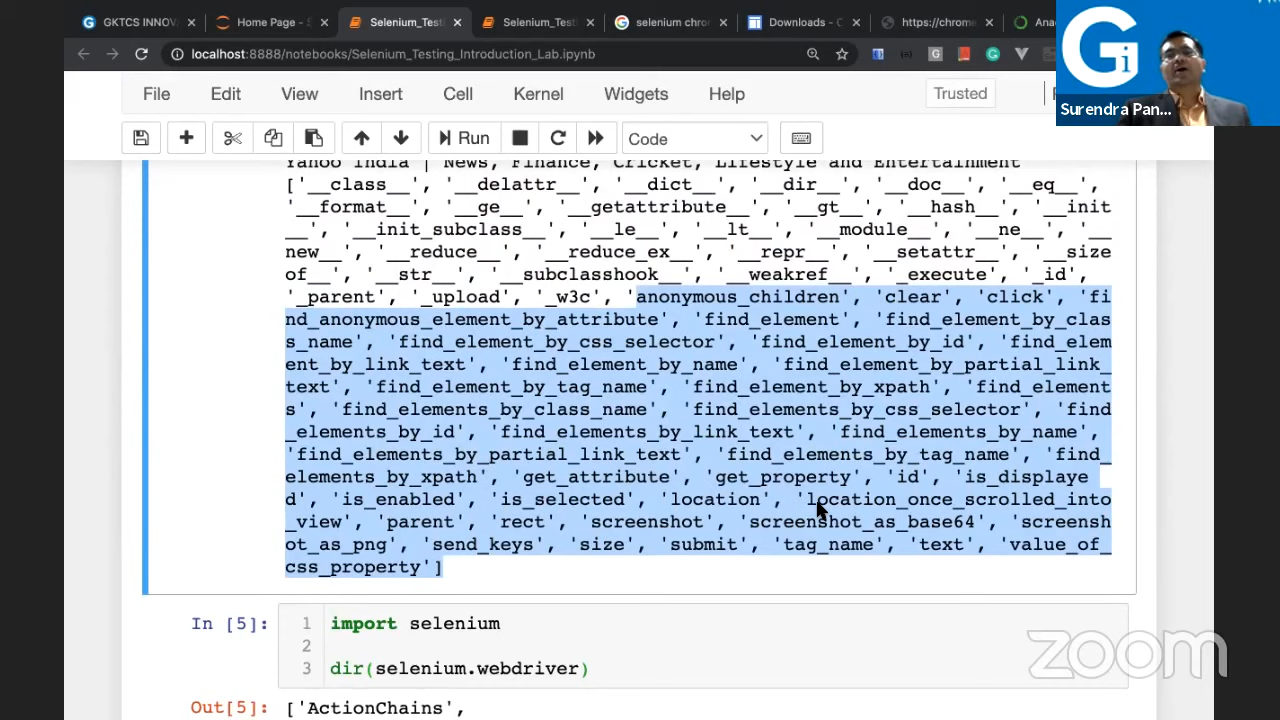 GKTCS INNOV
Home Page - S
Selenium_Testi
Selenium_Testi
selenium chror
Downloads - C
https://chrome
Ana
localhost:8888/notebooks/Selenium_Testing_Introduction_Lab.ipynb
Gi
Surendra Pan...
File Edit View Insert Cell Kernel Widgets Help
Trusted
Run
Code
Yahoo India | News, Finance, Cricket, Lifestyle and Entertainment
['__class__', '__delattr__', '__dict__', '__dir__', '__doc__', '__eq__',
'__format__', '__ge__', '__getattribute__', '__gt__', '__hash__', '__init
__', '__init_subclass__', '__le__', '__lt__', '__module__', '__ne__', '__
new__', '__reduce__', '__reduce_ex__', '__repr__', '__setattr__', '__size
of__', '__str__', '__subclasshook__', '__weakref__', '_execute', '_id',
'_parent', '_upload', '_w3c', 'anonymous_children', 'clear', 'click', 'fi
nd_anonymous_element_by_attribute', 'find_element', 'find_element_by_clas
s_name', 'find_element_by_css_selector', 'find_element_by_id', 'find_elem
ent_by_link_text', 'find_element_by_name', 'find_element_by_partial_link_
text', 'find_element_by_tag_name', 'find_element_by_xpath', 'find_element
s', 'find_elements_by_class_name', 'find_elements_by_css_selector', 'find
_elements_by_id', 'find_elements_by_link_text', 'find_elements_by_name',
'find_elements_by_partial_link_text', 'find_elements_by_tag_name', 'find_
elements_by_xpath', 'get_attribute', 'get_property', 'id', 'is_displaye
d', 'is_enabled', 'is_selected', 'location', 'location_once_scrolled_into
_view', 'parent', 'rect', 'screenshot', 'screenshot_as_base64', 'screensh
ot_as_png', 'send_keys', 'size', 'submit', 'tag_name', 'text', 'value_of_
css_property']
In [5]:
1 import selenium
2
3 dir(selenium.webdriver)
zoom
Out[5]: ['ActionChains',